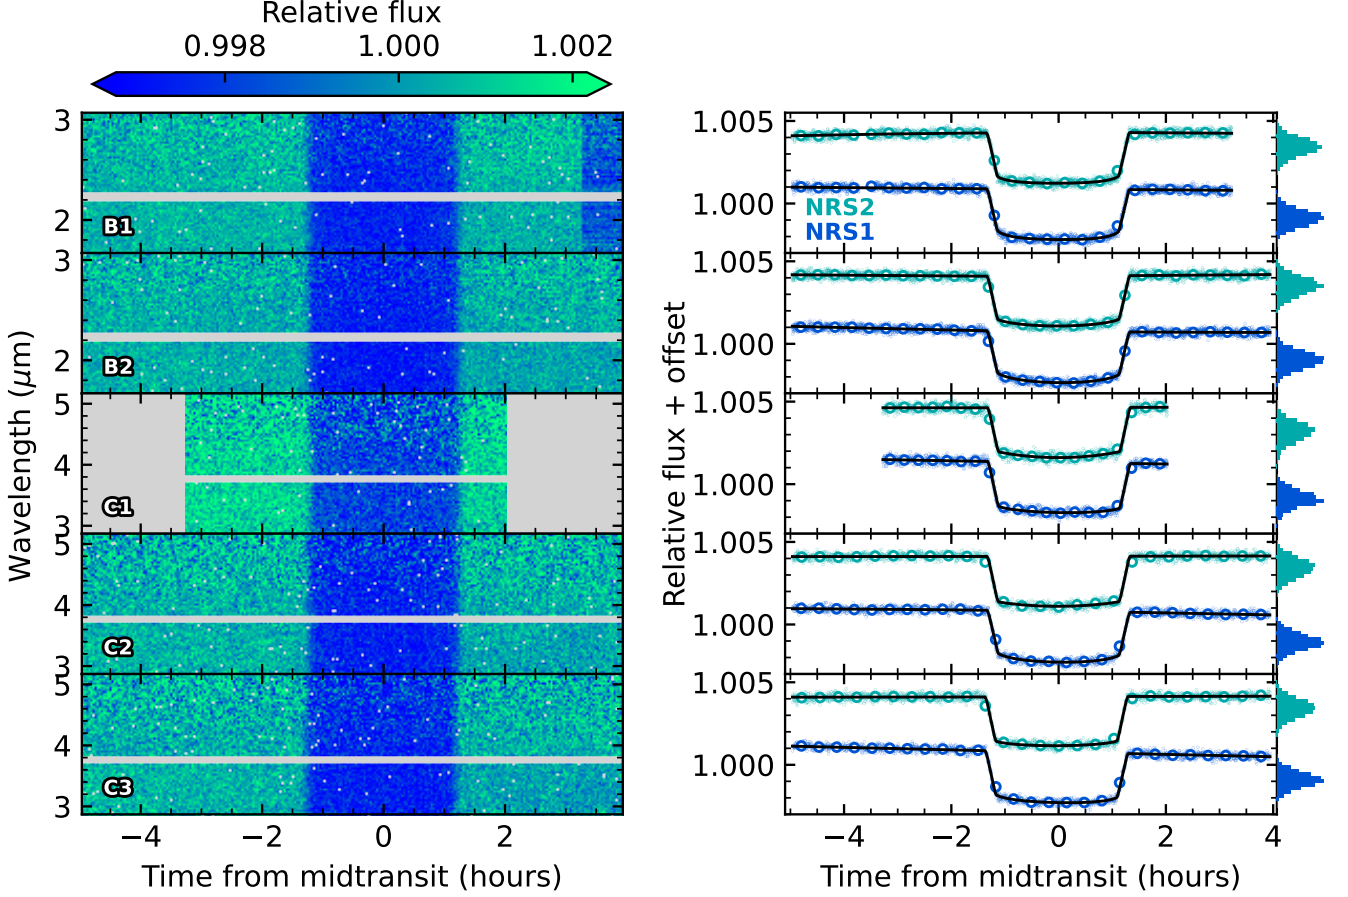 Relative flux
0.998 1.000 1.002
3
2
B1
3
2
B2
5
4
3
C1
5
4
3
C2
5
4
3
C3
Wavelength (μm)
−4 −2 0 2
Time from midtransit (hours)
1.005
1.000
NRS2
NRS1
1.005
1.000
1.005
1.000
1.005
1.000
1.005
1.000
Relative flux + offset
−4 −2 0 2 4
Time from midtransit (hours)